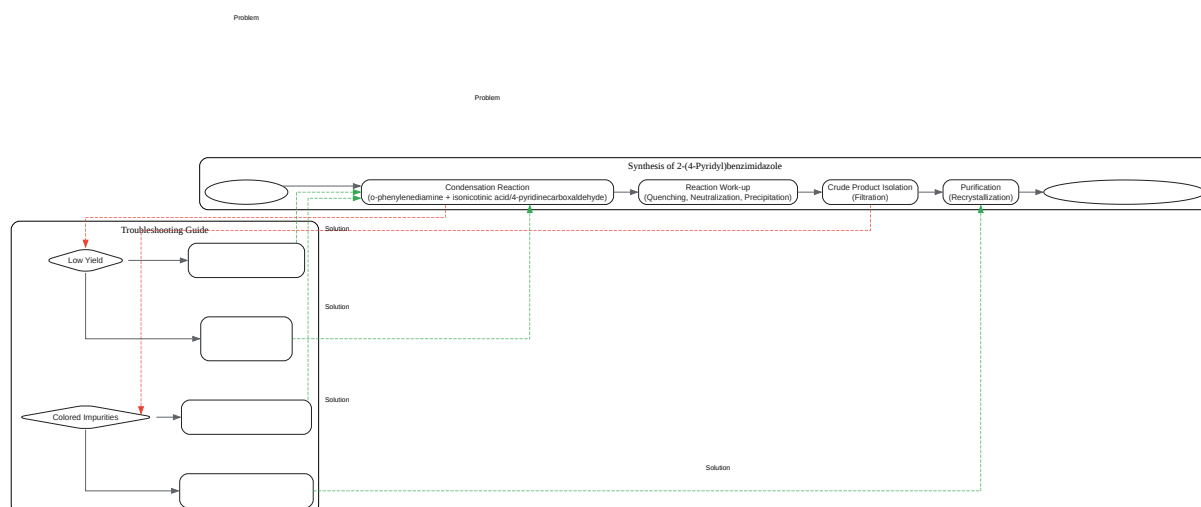 Problem
Problem
Synthesis of 2-(4-Pyridyl)benzimidazole
Condensation Reaction
(o-phenylenediamine + isonicotinic acid/4-pyridinecarboxaldehyde)
Reaction Work-up
(Quenching, Neutralization, Precipitation)
Crude Product Isolation
(Filtration)
Purification
(Recrystallization)
Troubleshooting Guide
Solution
Low Yield
Solution
Solution
Colored Impurities
Solution